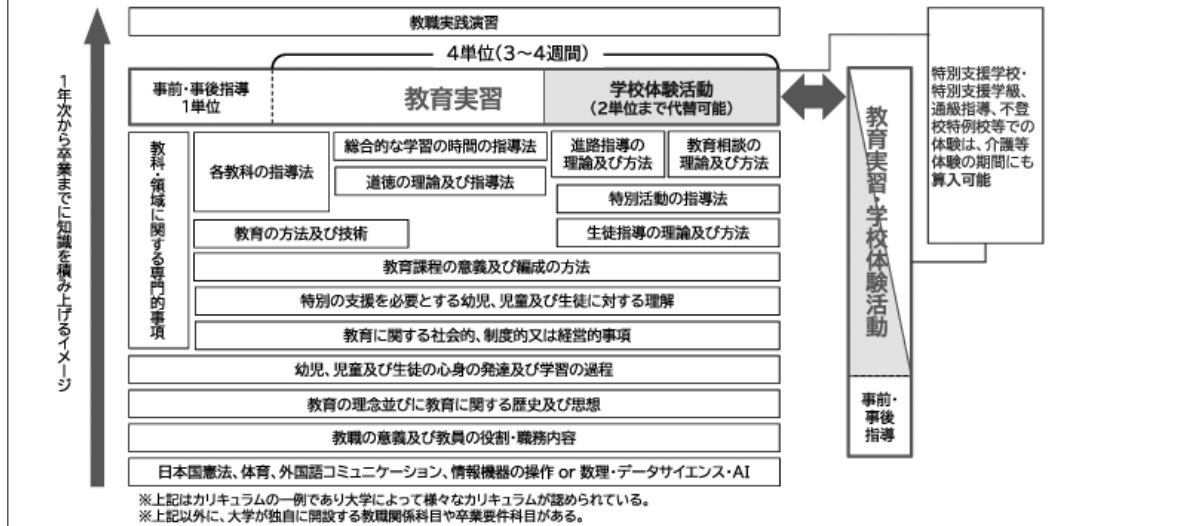 教職実践演習
4単位(3〜4週間)
事前・事後指導
1単位
教育実習
学校体験活動
(2単位まで代替可能)
教科・領域に関する専門的事項
各教科の指導法
総合的な学習の時間の指導法
道徳の理論及び指導法
進路指導の
理論及び方法
教育相談の
理論及び方法
特別活動の指導法
教育の方法及び技術
生徒指導の理論及び方法
教育課程の意義及び編成の方法
特別の支援を必要とする幼児、児童及び生徒に対する理解
教育に関する社会的、制度的又は経営的事項
幼児、児童及び生徒の心身の発達及び学習の過程
教育の理念並びに教育に関する歴史及び思想
教職の意義及び教員の役割・職務内容
日本国憲法、体育、外国語コミュニケーション、情報機器の操作 or 数理・データサイエンス・AI
1年次から卒業までに知識を積み上げるイメージ
教育実習・学校体験活動
事前・
事後
指導
特別支援学校・
特別支援学級、
通級指導、不登
校特例校等での
体験は、介護等
体験の期間にも
算入可能
※上記はカリキュラムの一例であり大学によって様々なカリキュラムが認められている。
※上記以外に、大学が独自に開設する教職関係科目や卒業要件科目がある。